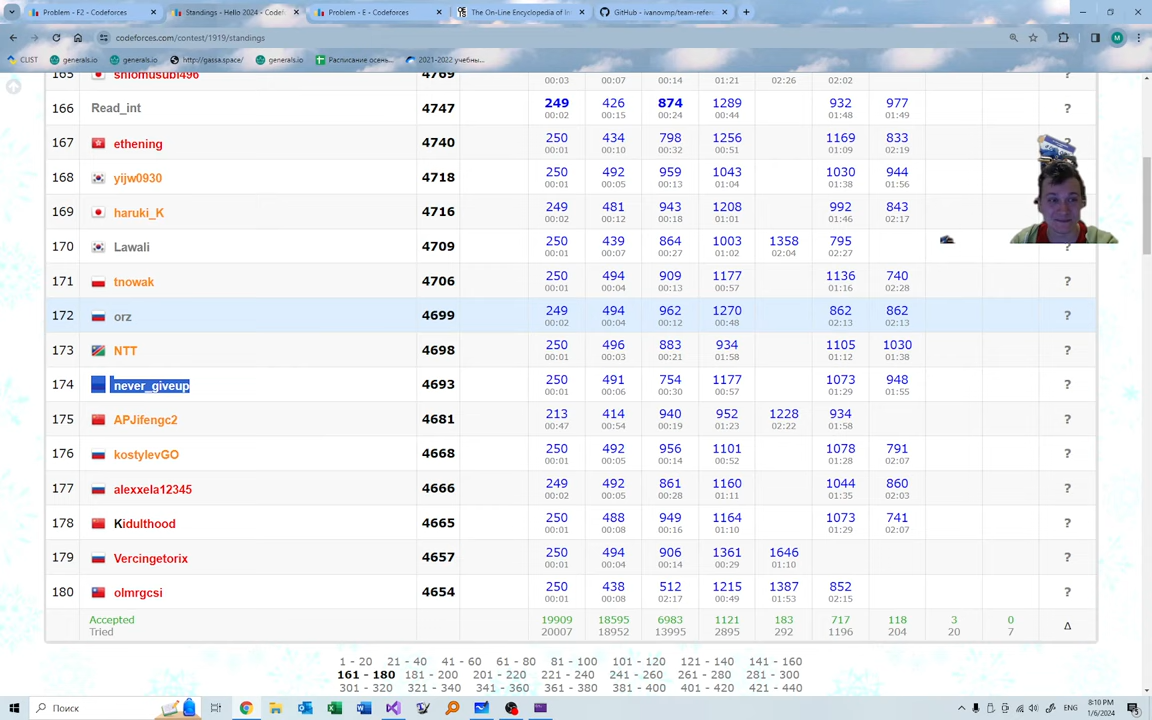 Problem - F2 - Codeforces
Standings - Hello 2024 - Codef
Problem - E - Codeforces
The On-Line Encyclopedia of In
GitHub - ivanovmp/team-refer
codeforces.com/contest/1919/standings
M
CLIST
generals.io
generals.io
http://gassa.space/
generals.io
Расписание осень...
2021-2022 учебны...
165 shiomusubi496 4769
00:03 00:07 00:14 01:21 02:26 02:02 ?
166 Read_int 4747 249 426 874 1289 932 977 ?
00:02 00:15 00:24 00:44 01:48 01:49
167 ethening 4740 250 434 798 1256 1169 833 ?
00:01 00:10 00:32 00:51 01:09 02:19
168 yijw0930 4718 250 492 959 1043 1030 944
00:01 00:05 00:13 01:04 01:38 01:56
169 haruki_K 4716 249 481 943 1208 992 843
00:02 00:12 00:18 01:01 01:46 02:17
170 Lawali 4709 250 439 864 1003 1358 795 ?
00:01 00:07 00:27 01:02 02:04 02:27
171 tnowak 4706 250 494 909 1177 1136 740 ?
00:01 00:04 00:13 00:57 01:16 02:28
172 orz 4699 249 494 962 1270 862 862 ?
00:02 00:04 00:12 00:48 02:13 02:13
173 NTT 4698 250 496 883 934 1105 1030 ?
00:01 00:03 00:21 01:58 01:12 01:38
174 never_giveup 4693 250 491 754 1177 1073 948 ?
00:01 00:06 00:30 00:57 01:29 01:55
175 APJifengc2 4681 213 414 940 952 1228 934 ?
00:47 00:54 00:19 01:23 02:22 01:58
176 kostylevGO 4668 250 492 956 1101 1078 791 ?
00:01 00:05 00:14 00:52 01:28 02:07
177 alexxela12345 4666 249 492 861 1160 1044 860 ?
00:02 00:05 00:28 01:11 01:35 02:03
178 Kidulthood 4665 250 488 949 1164 1073 741 ?
00:01 00:08 00:16 01:10 01:29 02:07
179 Vercingetorix 4657 250 494 906 1361 1646 ?
00:01 00:04 00:14 00:29 01:10
180 olmrgcsi 4654 250 438 512 1215 1387 852 ?
00:01 00:08 02:17 00:49 01:53 02:15
Accepted 19909 18595 6983 1121 183 717 118 3 0 Δ
Tried 20007 18952 13995 2895 292 1196 204 20 7
1 - 20 21 - 40 41 - 60 61 - 80 81 - 100 101 - 120 121 - 140 141 - 160
161 - 180 181 - 200 201 - 220 221 - 240 241 - 260 261 - 280 281 - 300
301 - 320 321 - 340 341 - 360 361 - 380 381 - 400 401 - 420 421 - 440
Поиск
ENG
8:10 PM
1/6/2024
5